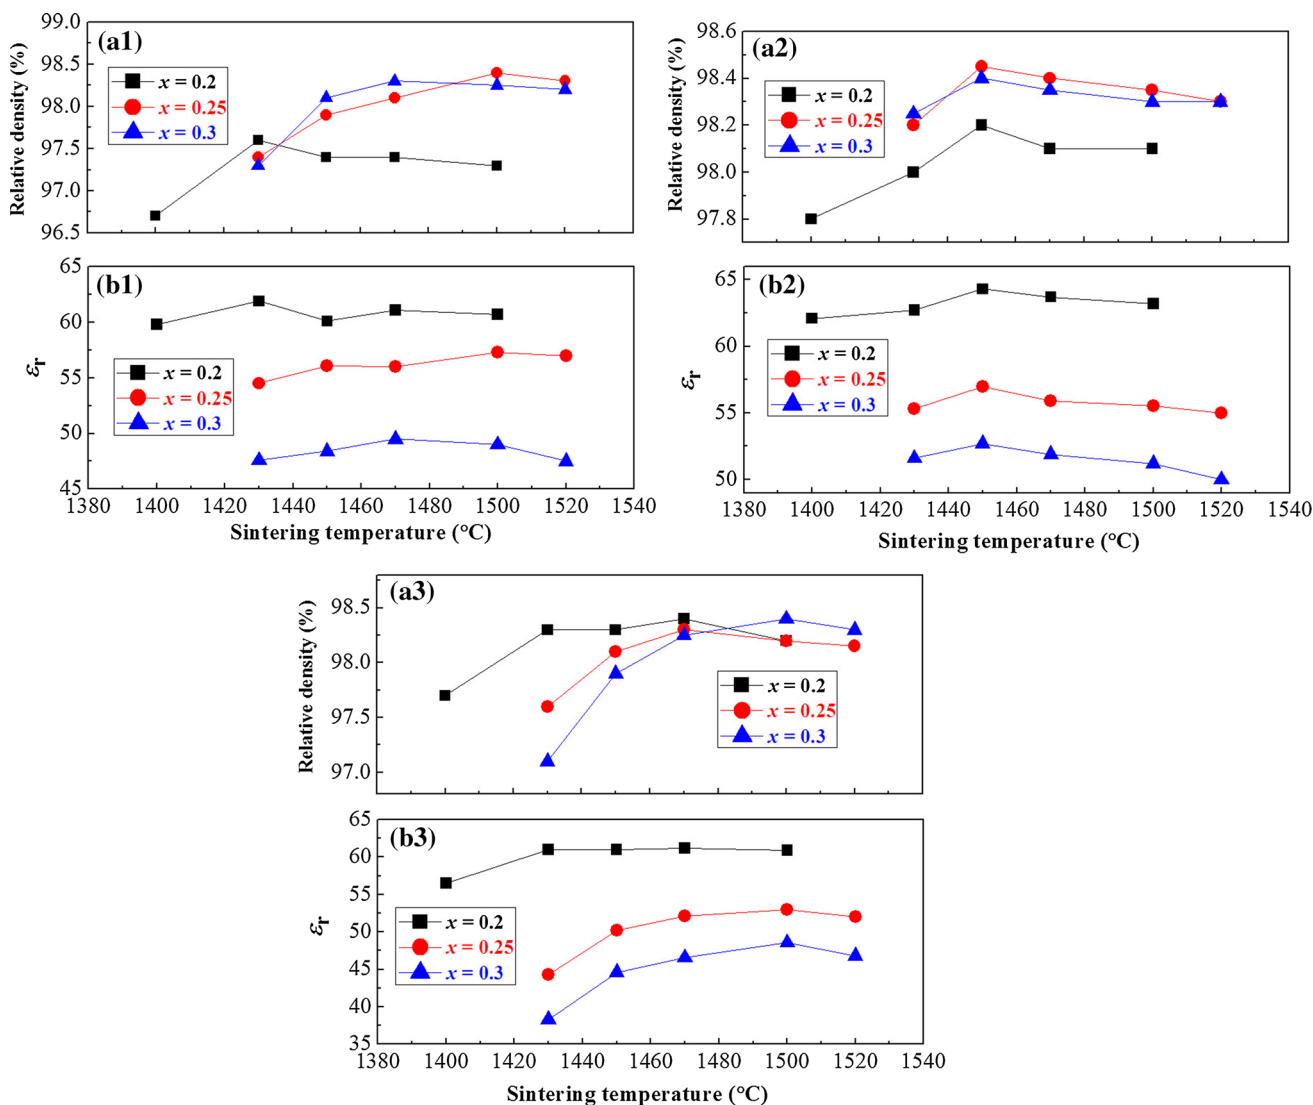 (a1)
Relative density (%)
99.0
98.5
98.0
97.5
97.0
96.5
x = 0.2
x = 0.25
x = 0.3
(a2)
Relative density (%)
98.6
98.4
98.2
98.0
97.8
x = 0.2
x = 0.25
x = 0.3
(b1)
εr
65
60
55
50
45
x = 0.2
x = 0.25
x = 0.3
1380 1400 1420 1440 1460 1480 1500 1520 1540
Sintering temperature (°C)
(b2)
εr
65
60
55
50
x = 0.2
x = 0.25
x = 0.3
1380 1400 1420 1440 1460 1480 1500 1520 1540
Sintering temperature (°C)
(a3)
Relative density (%)
98.5
98.0
97.5
97.0
x = 0.2
x = 0.25
x = 0.3
(b3)
εr
65
60
55
50
45
40
35
x = 0.2
x = 0.25
x = 0.3
1380 1400 1420 1440 1460 1480 1500 1520 1540
Sintering temperature (°C)